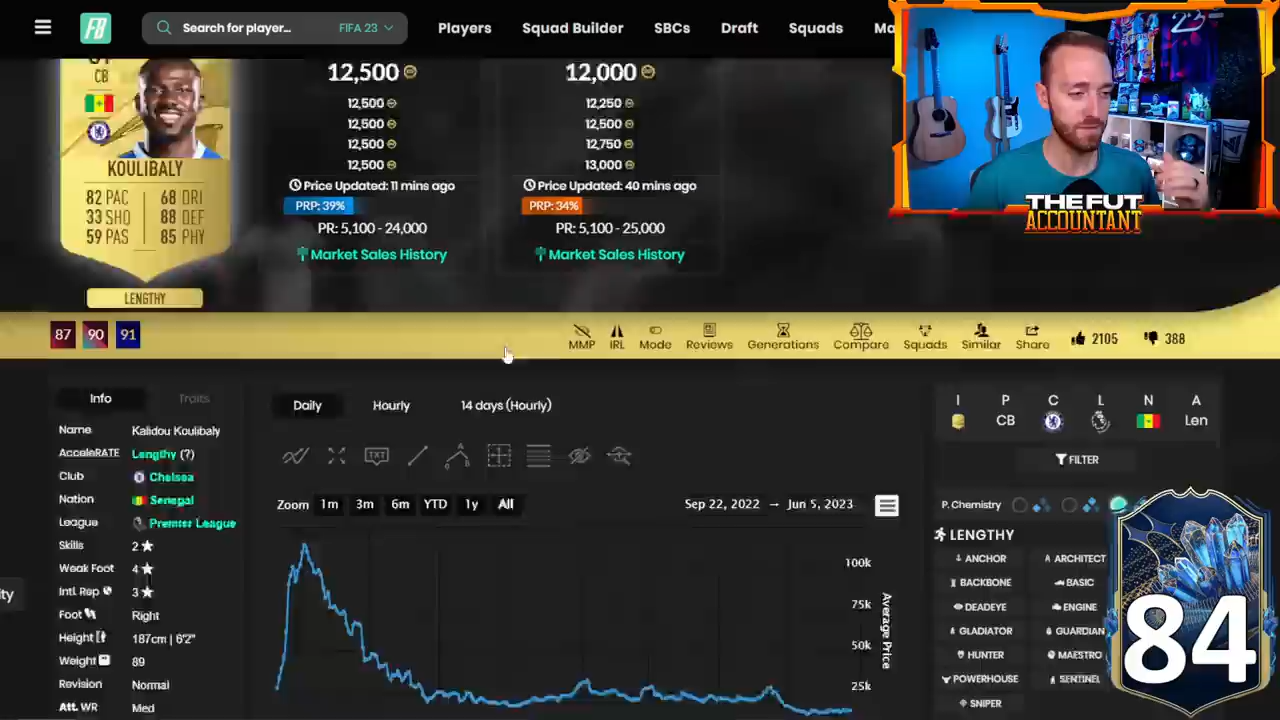 FB
Search for player...
FIFA 23
Players
Squad Builder
SBCs
Draft
Squads
Ma
CB
KOULIBALY
82 PAC 68 DRI
33 SHO 88 DEF
59 PAS 85 PHY
LENGTHY
12,500
12,500
12,500
12,500
12,500
Price Updated: 11 mins ago
PRP: 39%
PR: 5,100 - 24,000
Market Sales History
12,000
12,250
12,500
12,750
13,000
Price Updated: 40 mins ago
PRP: 34%
PR: 5,100 - 25,000
Market Sales History
23
THE FUT
ACCOUNTANT
87 90 91
MMP
IRL
Mode
Reviews
Generations
Compare
Squads
Similar
Share
2105
388
Info
Traits
Name Kalidou Koulibaly
AcceleRATE Lengthy (?)
Club Chelsea
Nation Senegal
League Premier League
Skills 2
Weak Foot 4
Intl. Rep 3
Foot Right
Height 187cm | 6'2"
Weight 89
Revision Normal
Att. WR Med
ity
Daily
Hourly
14 days (Hourly)
TXT
Zoom 1m 3m 6m YTD 1y All
Sep 22, 2022 → Jun 5, 2023
100k
75k
50k
25k
Average Price
I P C L N A
CB Len
FILTER
P. Chemistry
LENGTHY
ANCHOR ARCHITECT
BACKBONE BASIC
DEADEYE ENGINE
GLADIATOR GUARDIAN
HUNTER MAESTRO
POWERHOUSE SENTINEL
SNIPER
84